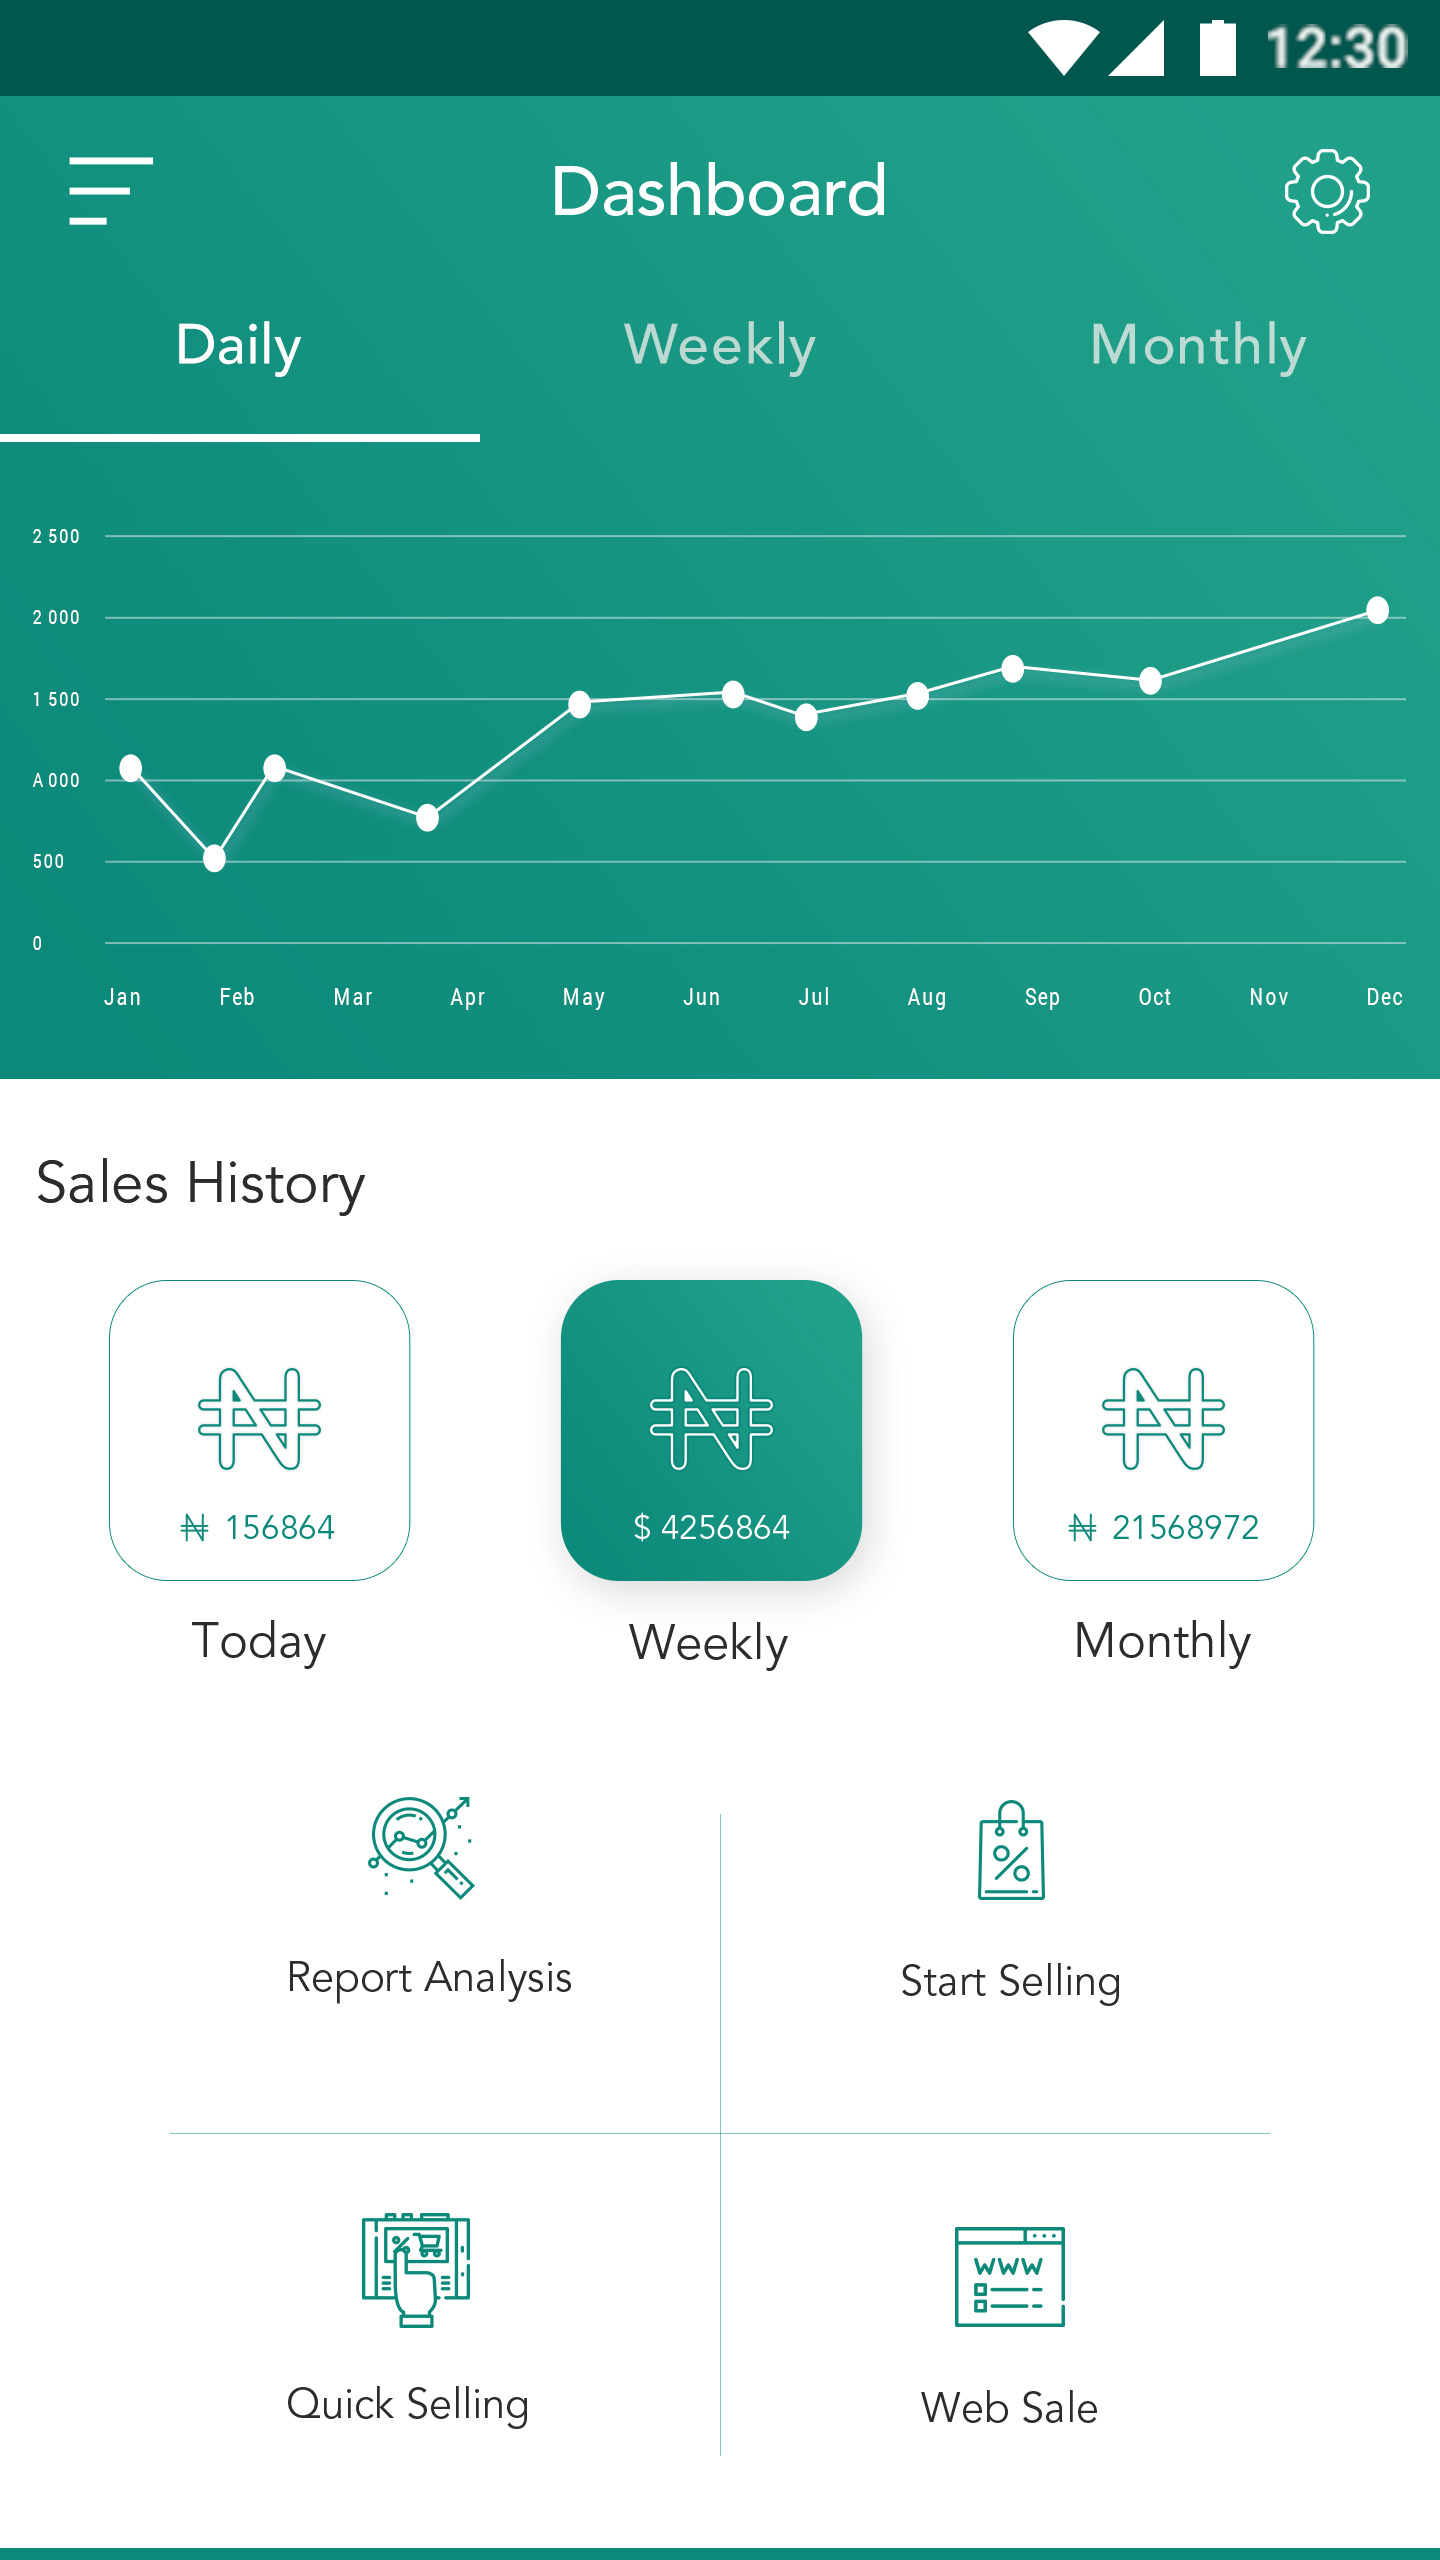 12:30
Dashboard
Daily Weekly Monthly
2 500
2 000
1 500
A 000
500
0
Jan Feb Mar Apr May Jun Jul Aug Sep Oct Nov Dec
Sales History
₦ 156864 $ 4256864 ₦ 21568972
Today Weekly Monthly
Report Analysis Start Selling
WWW
Quick Selling Web Sale